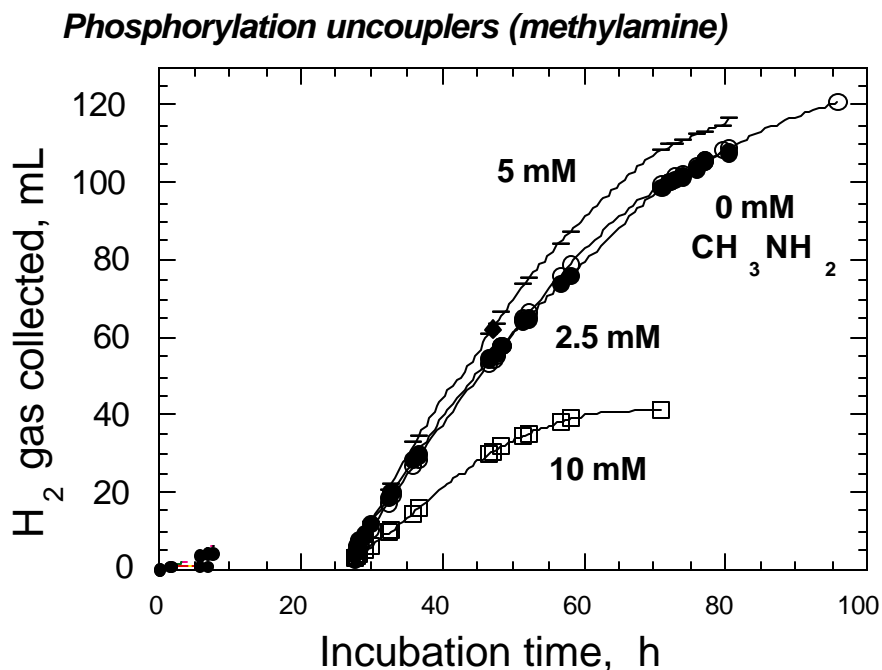 Phosphorylation uncouplers (methylamine)
H2 gas collected, mL
120
100
80
60
40
20
0
5 mM
0 mM
CH3NH2
2.5 mM
10 mM
0 20 40 60 80 100
Incubation time, h